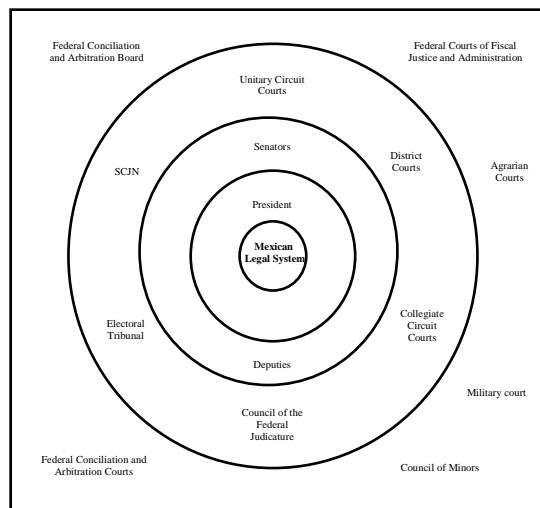 Federal Conciliation
and Arbitration Board
Federal Courts of Fiscal
Justice and Administration
Unitary Circuit
Courts
Senators
District
Courts
SCJN
Agrarian
Courts
President
Mexican
Legal System
Electoral
Tribunal
Collegiate
Circuit
Courts
Deputies
Military court
Council of the
Federal
Judicature
Federal Conciliation and
Arbitration Courts
Council of Minors